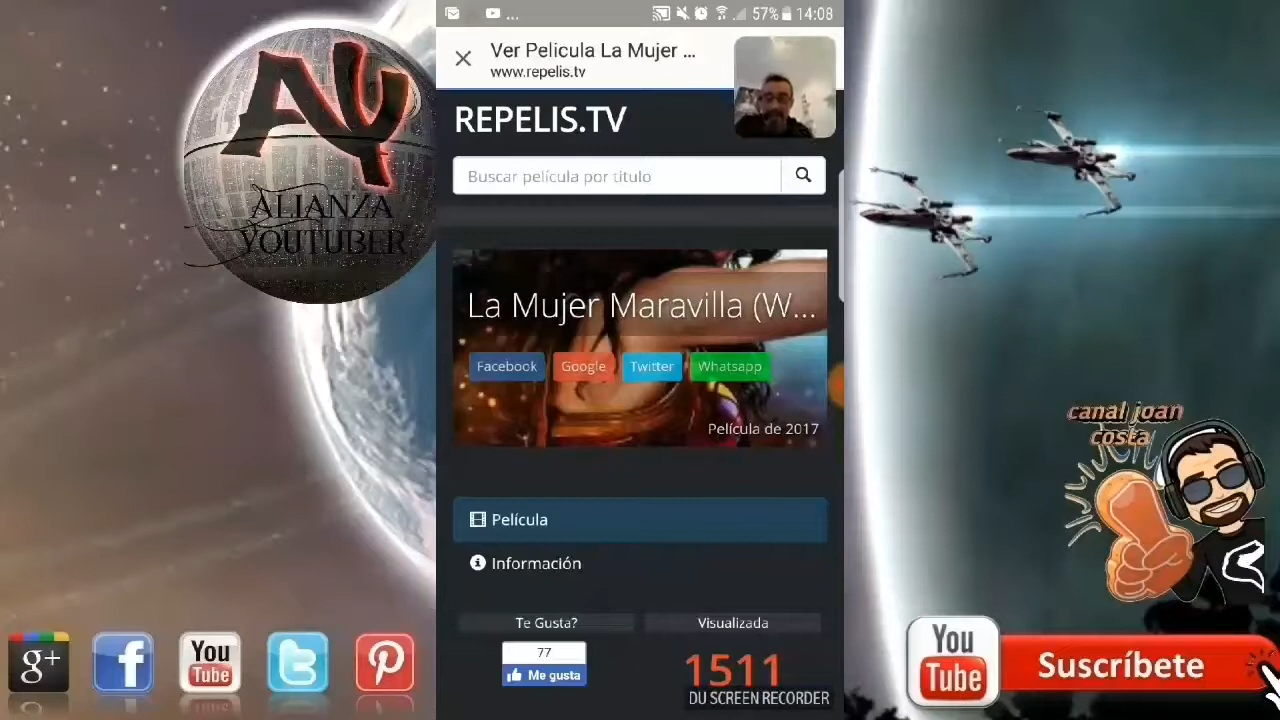 ... 57% 14:08
Ver Pelicula La Mujer ...
www.repelis.tv
REPELIS.TV
Buscar película por título
La Mujer Maravilla (W...
Facebook Google Twitter Whatsapp
Película de 2017
Película
Información
Te Gusta? Visualizada
77
Me gusta
1511
DU SCREEN RECORDER
AY
ALIANZA
YOUTUBER
g+ f You Tube t P
canal joan
costa
You
Tube
Suscríbete